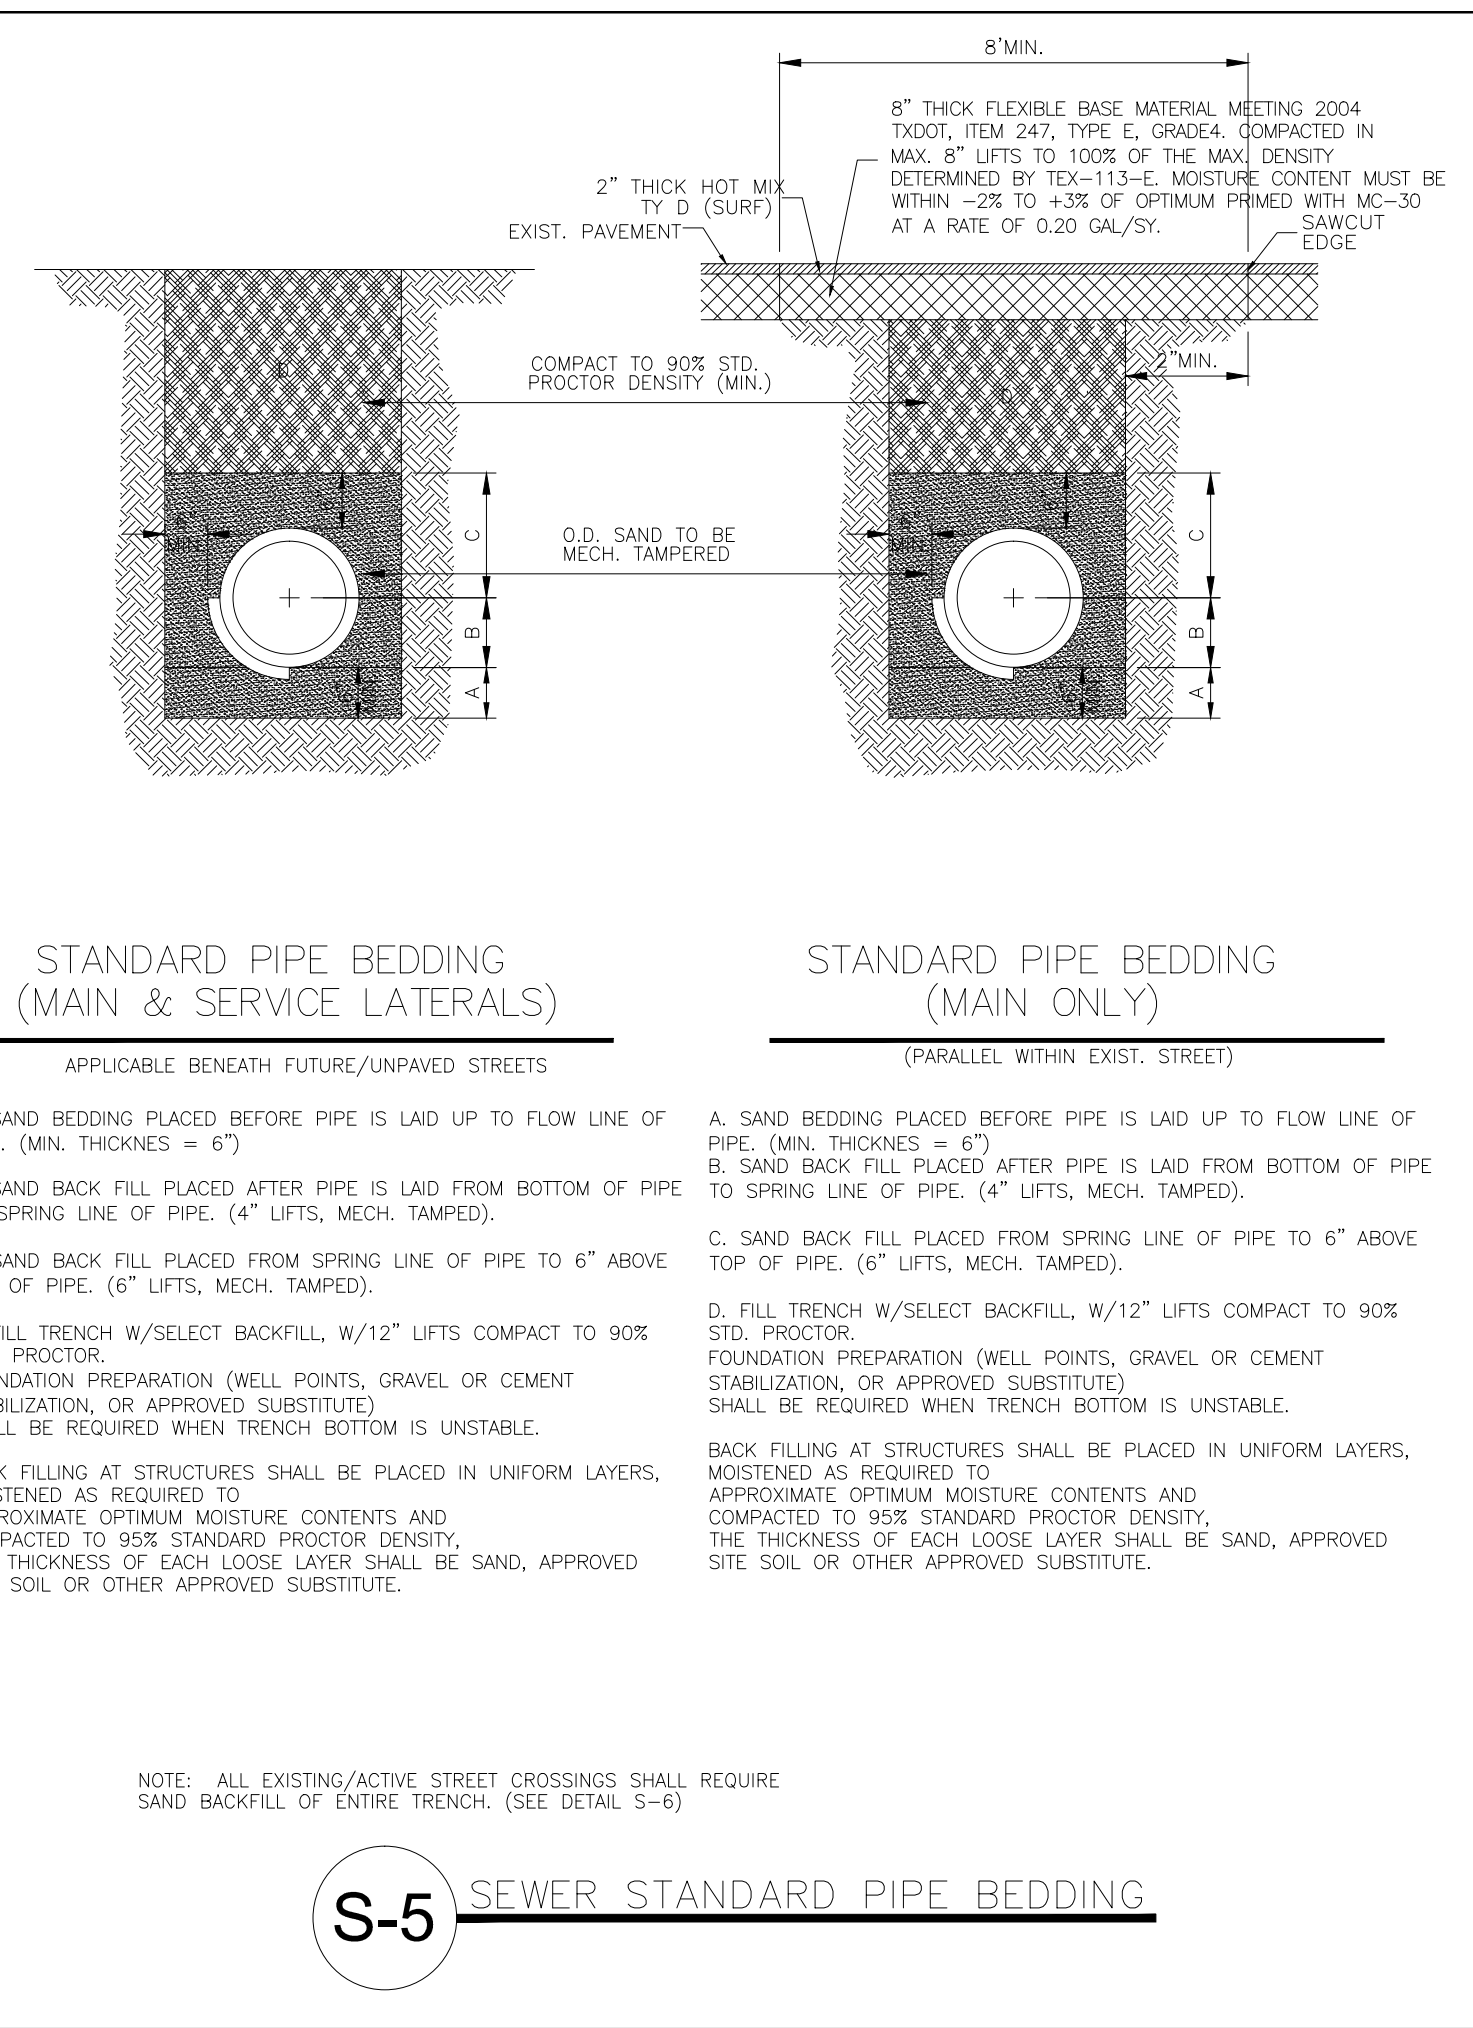 8'MIN.
8" THICK FLEXIBLE BASE MATERIAL MEETING 2004
TXDOT, ITEM 247, TYPE E, GRADE4. COMPACTED IN
MAX. 8" LIFTS TO 100% OF THE MAX. DENSITY
DETERMINED BY TEX-113-E. MOISTURE CONTENT MUST BE
WITHIN -2% TO +3% OF OPTIMUM PRIMED WITH MC-30
AT A RATE OF 0.20 GAL/SY.
2" THICK HOT MIX
TY D (SURF)
EXIST. PAVEMENT
SAWCUT
EDGE
COMPACT TO 90% STD.
PROCTOR DENSITY (MIN.)
2"MIN.
D
D
6"
6"
MIN.
C
O.D. SAND TO BE
MECH. TAMPERED
6"
6"
MIN.
C
B
B
6"
MIN.
A
6"
MIN.
A
STANDARD PIPE BEDDING
(MAIN & SERVICE LATERALS)
APPLICABLE BENEATH FUTURE/UNPAVED STREETS
SAND BEDDING PLACED BEFORE PIPE IS LAID UP TO FLOW LINE OF
. (MIN. THICKNES = 6")
SAND BACK FILL PLACED AFTER PIPE IS LAID FROM BOTTOM OF PIPE
SPRING LINE OF PIPE. (4" LIFTS, MECH. TAMPED).
SAND BACK FILL PLACED FROM SPRING LINE OF PIPE TO 6" ABOVE
OF PIPE. (6" LIFTS, MECH. TAMPED).
ILL TRENCH W/SELECT BACKFILL, W/12" LIFTS COMPACT TO 90%
PROCTOR.
NDATION PREPARATION (WELL POINTS, GRAVEL OR CEMENT
BILIZATION, OR APPROVED SUBSTITUTE)
LL BE REQUIRED WHEN TRENCH BOTTOM IS UNSTABLE.
K FILLING AT STRUCTURES SHALL BE PLACED IN UNIFORM LAYERS,
STENED AS REQUIRED TO
ROXIMATE OPTIMUM MOISTURE CONTENTS AND
PACTED TO 95% STANDARD PROCTOR DENSITY,
THICKNESS OF EACH LOOSE LAYER SHALL BE SAND, APPROVED
SOIL OR OTHER APPROVED SUBSTITUTE.
STANDARD PIPE BEDDING
(MAIN ONLY)
(PARALLEL WITHIN EXIST. STREET)
A. SAND BEDDING PLACED BEFORE PIPE IS LAID UP TO FLOW LINE OF
PIPE. (MIN. THICKNES = 6")
B. SAND BACK FILL PLACED AFTER PIPE IS LAID FROM BOTTOM OF PIPE
TO SPRING LINE OF PIPE. (4" LIFTS, MECH. TAMPED).
C. SAND BACK FILL PLACED FROM SPRING LINE OF PIPE TO 6" ABOVE
TOP OF PIPE. (6" LIFTS, MECH. TAMPED).
D. FILL TRENCH W/SELECT BACKFILL, W/12" LIFTS COMPACT TO 90%
STD. PROCTOR.
FOUNDATION PREPARATION (WELL POINTS, GRAVEL OR CEMENT
STABILIZATION, OR APPROVED SUBSTITUTE)
SHALL BE REQUIRED WHEN TRENCH BOTTOM IS UNSTABLE.
BACK FILLING AT STRUCTURES SHALL BE PLACED IN UNIFORM LAYERS,
MOISTENED AS REQUIRED TO
APPROXIMATE OPTIMUM MOISTURE CONTENTS AND
COMPACTED TO 95% STANDARD PROCTOR DENSITY,
THE THICKNESS OF EACH LOOSE LAYER SHALL BE SAND, APPROVED
SITE SOIL OR OTHER APPROVED SUBSTITUTE.
NOTE: ALL EXISTING/ACTIVE STREET CROSSINGS SHALL REQUIRE
SAND BACKFILL OF ENTIRE TRENCH. (SEE DETAIL S-6)
S-5
SEWER STANDARD PIPE BEDDING